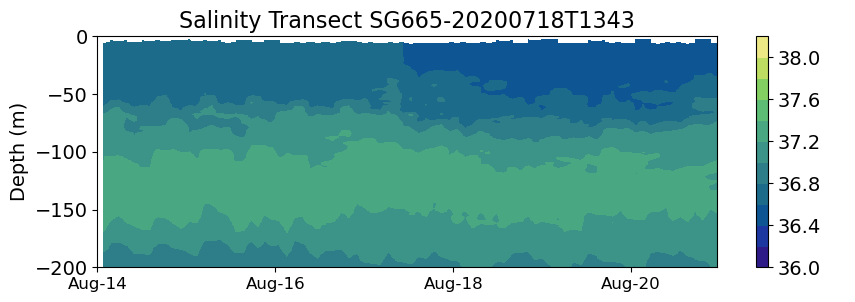 Salinity Transect SG665-20200718T1343
Depth (m)
0
−50
−100
−150
−200
Aug-14
Aug-16
Aug-18
Aug-20
38.0
37.6
37.2
36.8
36.4
36.0